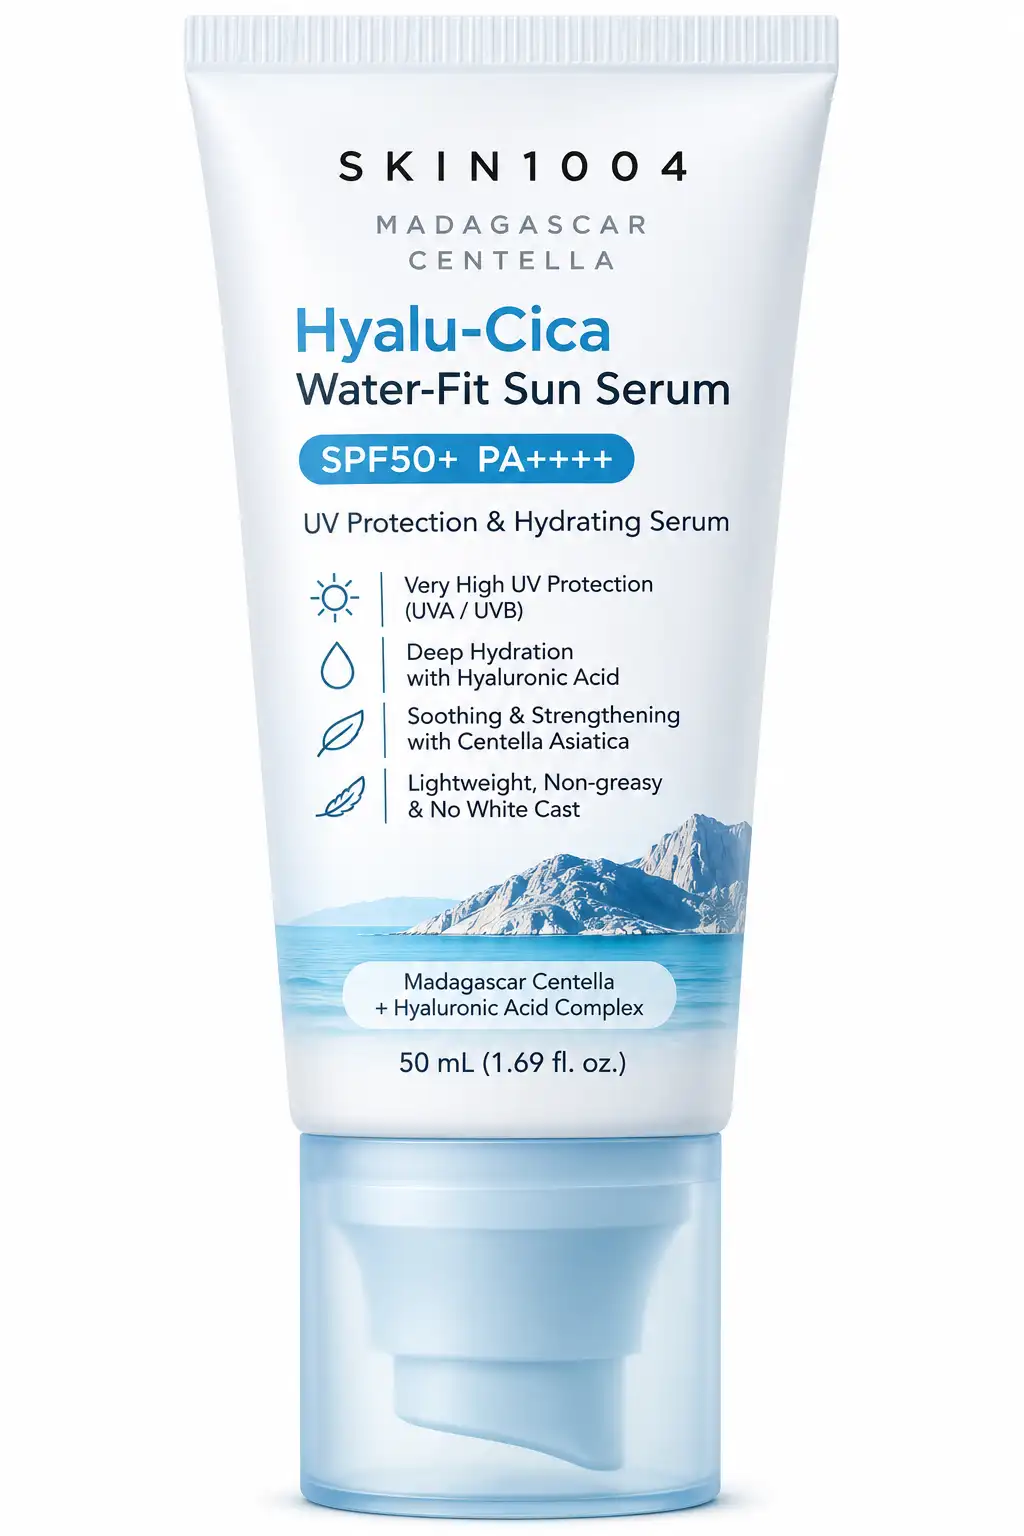 SKIN1004
MADAGASCAR
CENTELLA
Hyalu-Cica
Water-Fit Sun Serum
SPF50+ PA++++
UV Protection & Hydrating Serum
Very High UV Protection
(UVA / UVB)
Deep Hydration
with Hyaluronic Acid
Soothing & Strengthening
with Centella Asiatica
Lightweight, Non-greasy
& No White Cast
Madagascar Centella
+ Hyaluronic Acid Complex
50 mL (1.69 fl. oz.)